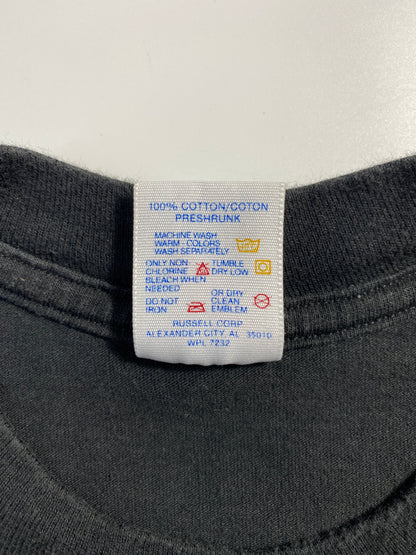 100% COTTON/COTON
PRESHRUNK
MACHINE WASH
WARM - COLORS
WASH SEPARATELY
ONLY NON TUMBLE
CHLORINE DRY LOW
BLEACH WHEN
NEEDED OR DRY
DO NOT CLEAN
IRON EMBLEM
RUSSELL CORP.
ALEXANDER CITY, AL 35010
WPL 7232